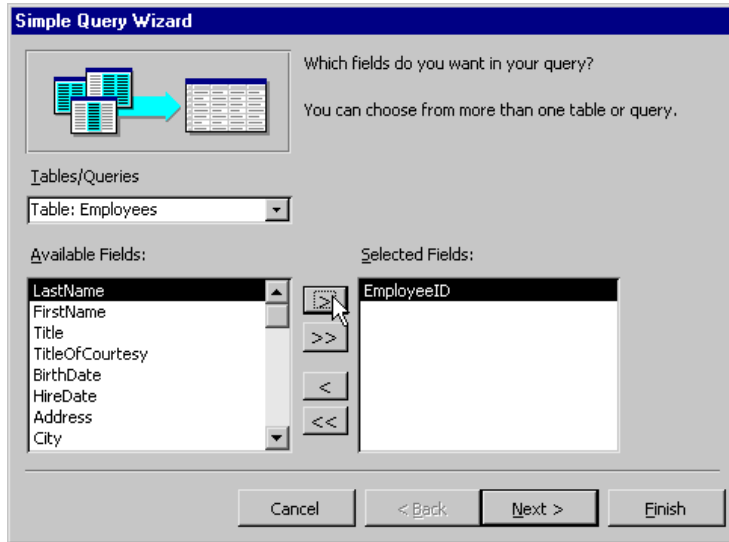 Simple Query Wizard
Which fields do you want in your query?
You can choose from more than one table or query.
Tables/Queries
Table: Employees
Available Fields:
Selected Fields:
LastName
FirstName
Title
TitleOfCourtesy
BirthDate
HireDate
Address
City
>
>>
<
<<
EmployeeID
Cancel
< Back
Next >
Finish